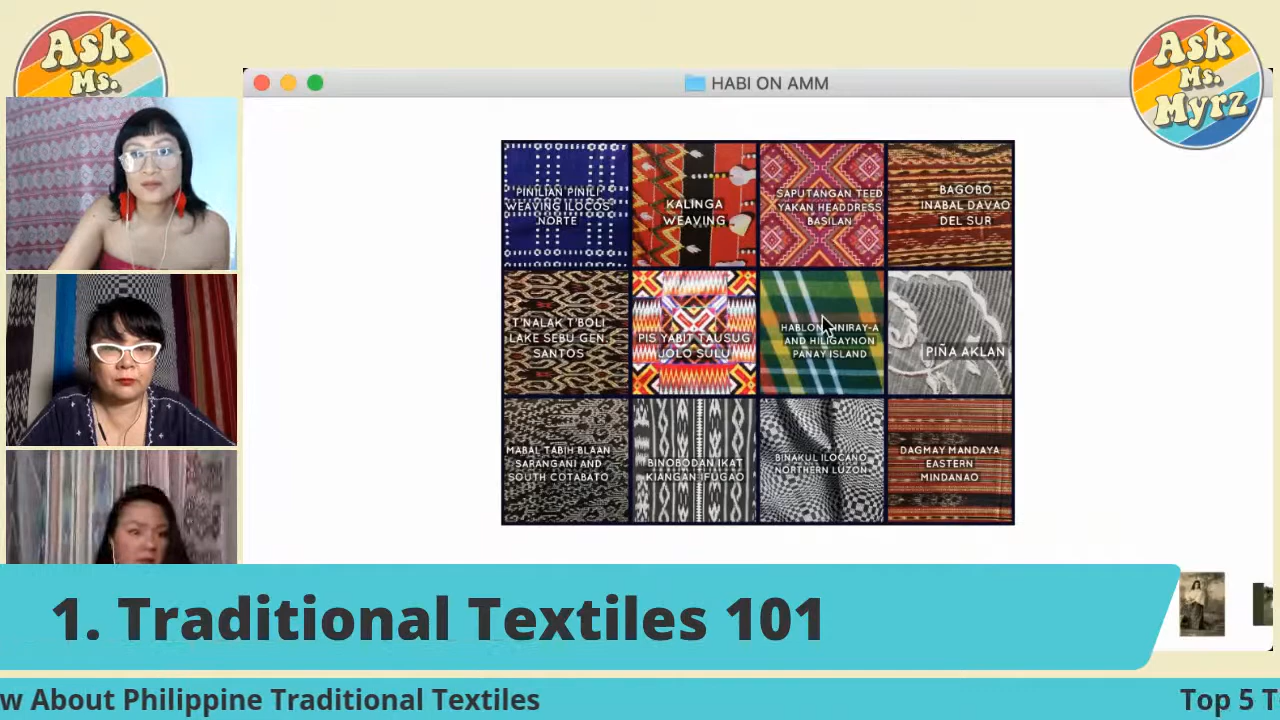 Ask
Ms.
HABI ON AMM
Ask
Ms.
Myrz
PINILIAN PINILI
WEAVING ILOCOS
NORTE
KALINGA
WEAVING
SAPUTANGAN TEED
YAKAN HEADDRESS
BASILAN
BAGOBO
INABAL DAVAO
DEL SUR
T'NALAK T'BOLI
LAKE SEBU GEN.
SANTOS
PIS YABIT TAUSUG
JOLO SULU
HABLON
AND HILIGAYNON
PANAY ISLAND
PIÑA AKLAN
MABAL TABIH BLAAN
SARANGANI AND
SOUTH COTABATO
BINOBODAN IKAT
KIANGAN IFUGAO
BINAKUL ILOCANO
NORTHERN LUZON
DAGMAY MANDAYA
EASTERN
MINDANAO
1. Traditional Textiles 101
w About Philippine Traditional Textiles
Top 5 T